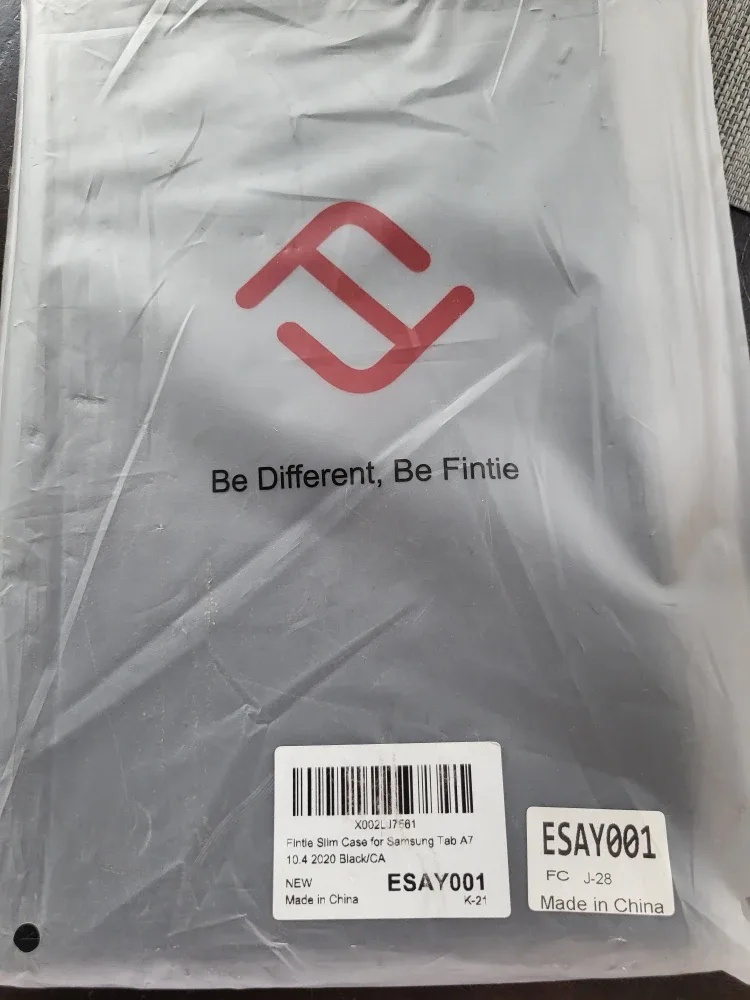 Be Different, Be Fintie
X002LJ7561
Fintie Slim Case for Samsung Tab A7
10.4 2020 Black/CA
NEW
ESAY001
Made in China
K-21
ESAY001
FC J-28
Made in China